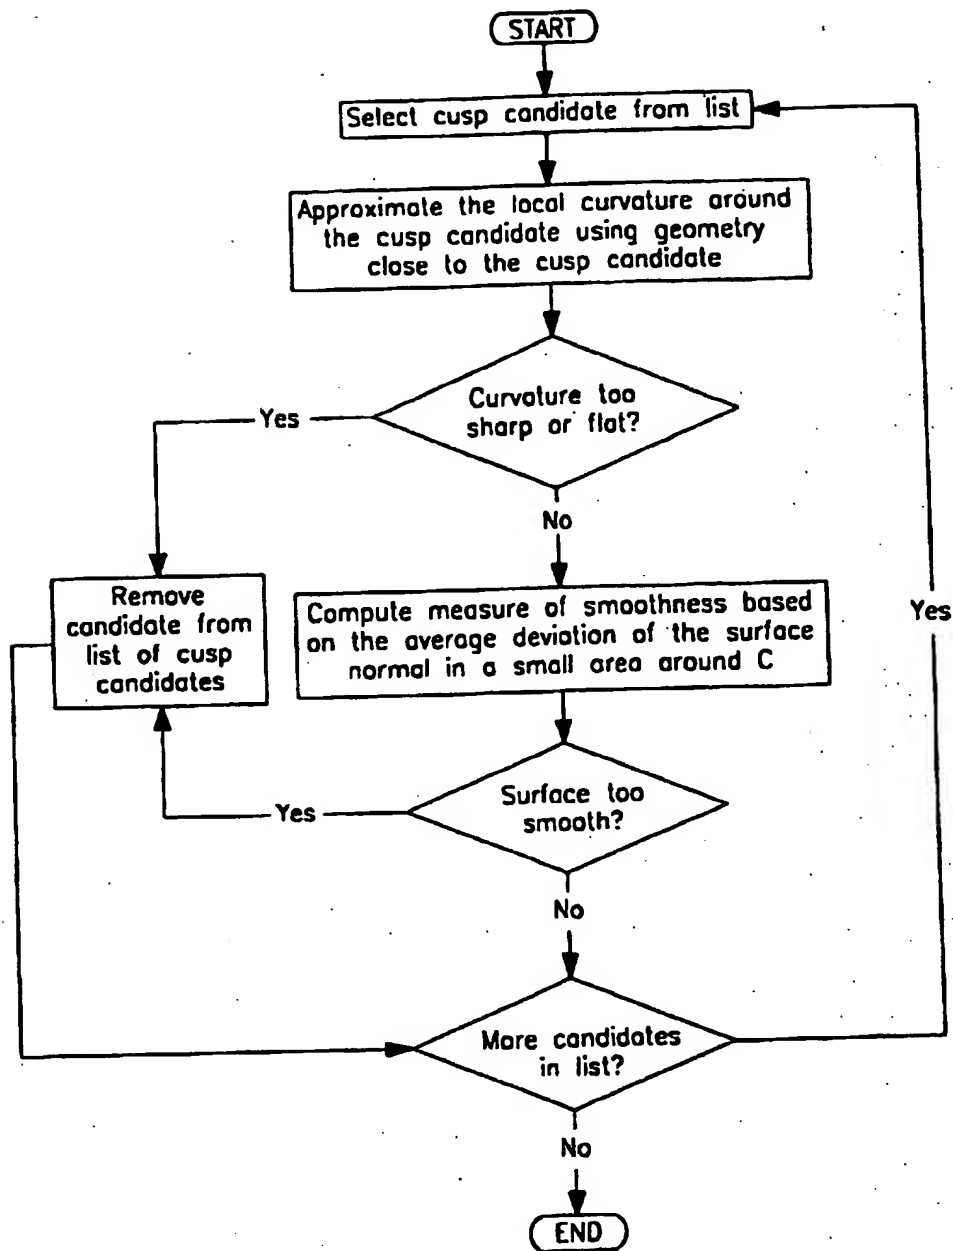 START
Select cusp candidate from list
Approximate the local curvature around
the cusp candidate using geometry
close to the cusp candidate
Curvature too
sharp or flat?
Yes
No
Remove
candidate from
list of cusp
candidates
Compute measure of smoothness based
on the average deviation of the surface
normal in a small area around C
Yes
Surface too
smooth?
Yes
No
More candidates
in list?
No
END